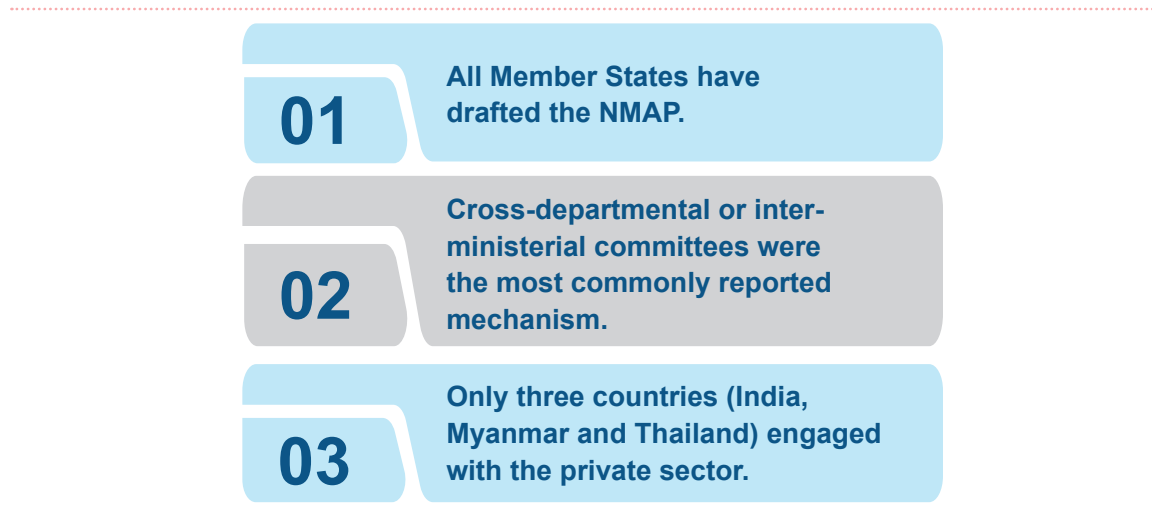 01
All Member States have
drafted the NMAP.
02
Cross-departmental or inter-
ministerial committees were
the most commonly reported
mechanism.
03
Only three countries (India,
Myanmar and Thailand) engaged
with the private sector.